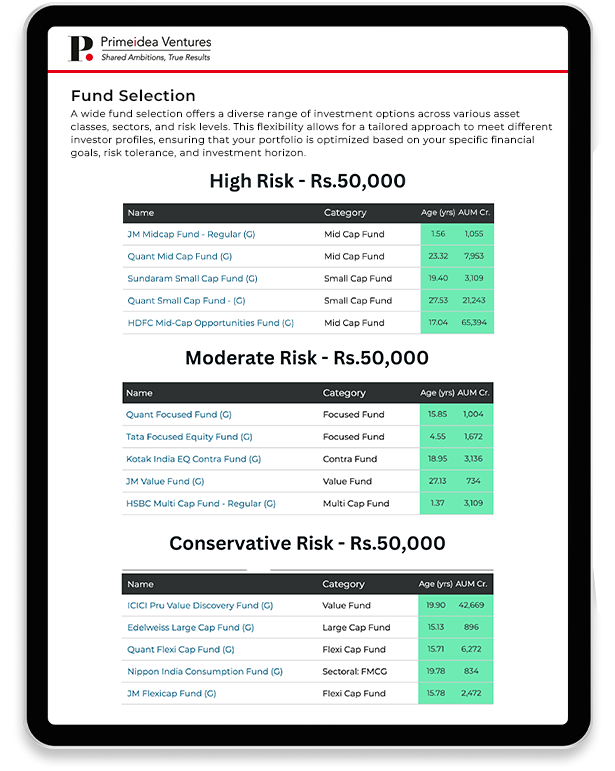 P.
Primeidea Ventures
Shared Ambitions, True Results
Fund Selection
A wide fund selection offers a diverse range of investment options across various asset
classes, sectors, and risk levels. This flexibility allows for a tailored approach to meet different
investor profiles, ensuring that your portfolio is optimized based on your specific financial
goals, risk tolerance, and investment horizon.
High Risk - Rs.50,000
Name Category Age (yrs) AUM Cr.
JM Midcap Fund - Regular (G) Mid Cap Fund 1.56 1,055
Quant Mid Cap Fund (G) Mid Cap Fund 23.32 7,953
Sundaram Small Cap Fund (G) Small Cap Fund 19.40 3,109
Quant Small Cap Fund - (G) Small Cap Fund 27.53 21,243
HDFC Mid-Cap Opportunities Fund (G) Mid Cap Fund 17.04 65,394
Moderate Risk - Rs.50,000
Name Category Age (yrs) AUM Cr.
Quant Focused Fund (G) Focused Fund 15.85 1,004
Tata Focused Equity Fund (G) Focused Fund 4.55 1,672
Kotak India EQ Contra Fund (G) Contra Fund 18.95 3,136
JM Value Fund (G) Value Fund 27.13 734
HSBC Multi Cap Fund - Regular (G) Multi Cap Fund 1.37 3,109
Conservative Risk - Rs.50,000
Name Category Age (yrs) AUM Cr.
ICICI Pru Value Discovery Fund (G) Value Fund 19.90 42,669
Edelweiss Large Cap Fund (G) Large Cap Fund 15.13 896
Quant Flexi Cap Fund (G) Flexi Cap Fund 15.71 6,272
Nippon India Consumption Fund (G) Sectoral: FMCG 19.78 834
JM Flexicap Fund (G) Flexi Cap Fund 15.78 2,472